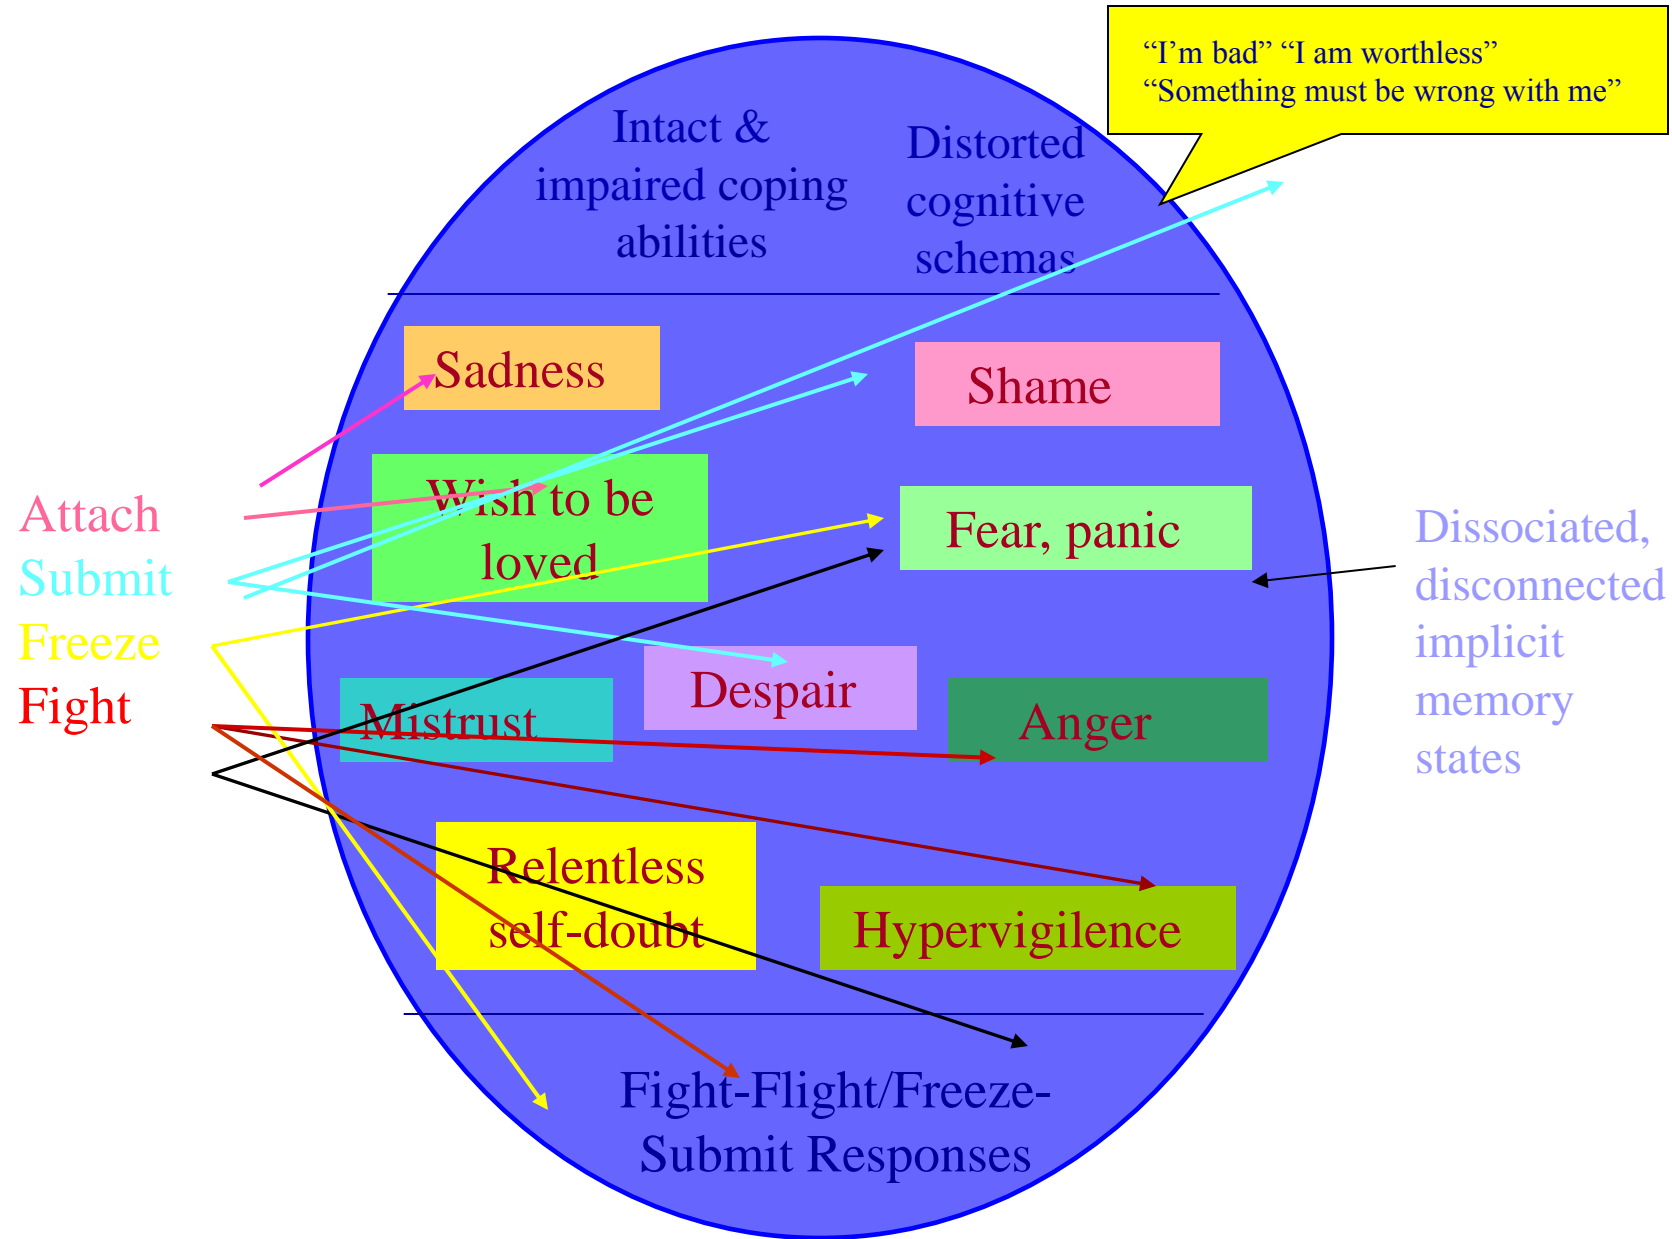 “I’m bad” “I am worthless”
“Something must be wrong with me”
Intact &
impaired coping
abilities
Distorted
cognitive
schemas
Sadness
Shame
Wish to be
loved
Fear, panic
Attach
Submit
Freeze
Fight
Dissociated,
disconnected
implicit
memory
states
Despair
Mistrust
Anger
Relentless
self-doubt
Hypervigilence
Fight-Flight/Freeze-
Submit Responses